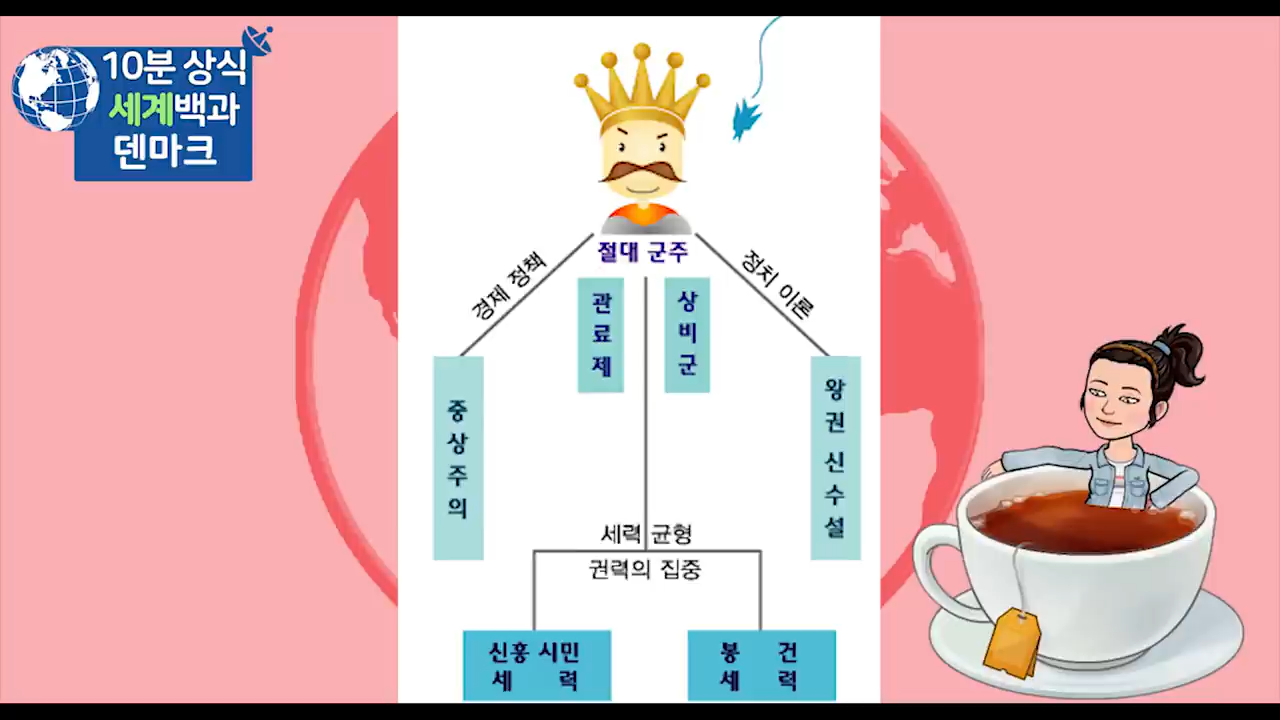 10분 상식
세계백과
덴마크
절대 군주
경제 정책
정치 이론
관료제
상비군
중상주의
왕권 신수설
세력 균형
권력의 집중
신흥 시민
세 력
봉 건
세 력